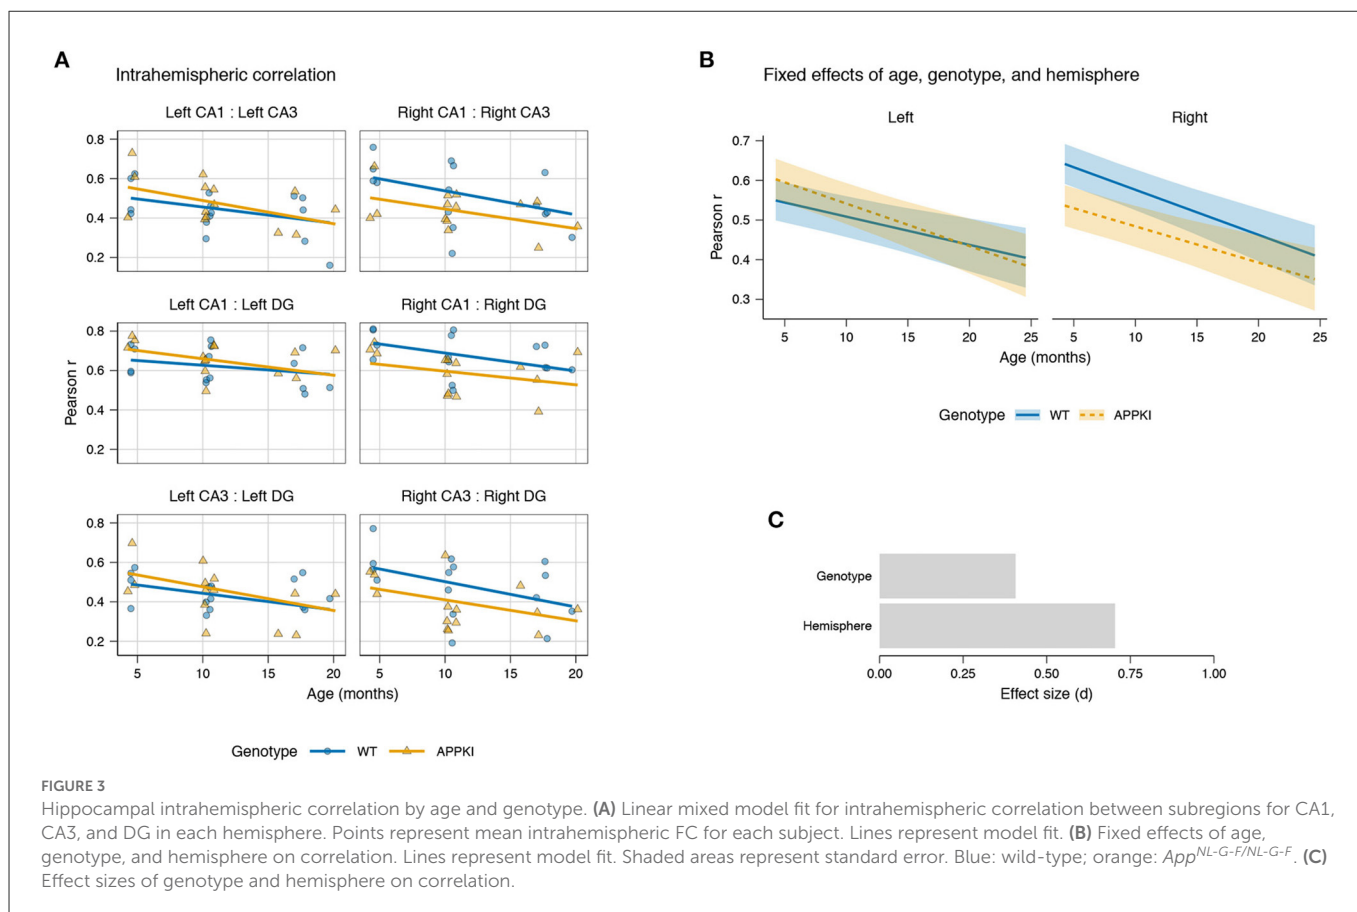 A
Intrahemispheric correlation
Left CA1 : Left CA3
Right CA1 : Right CA3
0.8
0.6
0.4
0.2
Left CA1 : Left DG
Right CA1 : Right DG
0.8
0.6
0.4
0.2
Pearson r
Left CA3 : Left DG
Right CA3 : Right DG
0.8
0.6
0.4
0.2
5 10 15 20 5 10 15 20
Age (months)
Age (months)
Genotype WT APPKI
B
Fixed effects of age, genotype, and hemisphere
Left
Right
0.7
0.6
0.5
0.4
0.3
Pearson r
5 10 15 20 25 5 10 15 20 25
Age (months)
Age (months)
Genotype WT APPKI
C
Genotype
Hemisphere
0.00 0.25 0.50 0.75 1.00
Effect size (d)
FIGURE 3
Hippocampal intrahemispheric correlation by age and genotype. (A) Linear mixed model fit for intrahemispheric correlation between subregions for CA1,
CA3, and DG in each hemisphere. Points represent mean intrahemispheric FC for each subject. Lines represent model fit. (B) Fixed effects of age,
genotype, and hemisphere on correlation. Lines represent model fit. Shaded areas represent standard error. Blue: wild-type; orange: App^NL-G-F/NL-G-F. (C)
Effect sizes of genotype and hemisphere on correlation.